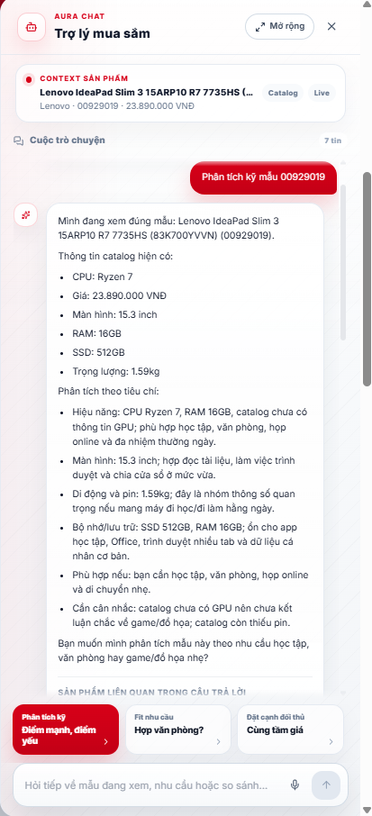 AURA CHAT
Trợ lý mua sắm
Mở rộng
CONTEXT SẢN PHẨM
Lenovo IdeaPad Slim 3 15ARP10 R7 7735HS (...
Catalog
Live
Lenovo · 00929019 · 23.890.000 VNĐ
Cuộc trò chuyện
7 tin
Phân tích kỹ mẫu 00929019
Mình đang xem đúng mẫu: Lenovo IdeaPad Slim 3
15ARP10 R7 7735HS (83K700YVVN) (00929019).
Thông tin catalog hiện có:
• CPU: Ryzen 7
• Giá: 23.890.000 VNĐ
• Màn hình: 15.3 inch
• RAM: 16GB
• SSD: 512GB
• Trọng lượng: 1.59kg
Phân tích theo tiêu chí:
• Hiệu năng: CPU Ryzen 7, RAM 16GB, catalog chưa có
thông tin GPU; phù hợp học tập, văn phòng, họp
online và đa nhiệm thường ngày.
• Màn hình: 15.3 inch; hợp đọc tài liệu, làm việc trình
duyệt và chia cửa sổ ở mức vừa.
• Di động và pin: 1.59kg; đây là nhóm thông số quan
trọng nếu mang máy đi học/đi làm hằng ngày.
• Bộ nhớ/lưu trữ: SSD 512GB, RAM 16GB; ổn cho app
học tập, Office, trình duyệt nhiều tab và dữ liệu cá
nhân cơ bản.
• Phù hợp nếu: bạn cần học tập, văn phòng, họp online
và di chuyển nhẹ.
• Cần cân nhắc: catalog chưa có GPU nên chưa kết
luận chắc về game/đồ họa; catalog còn thiếu pin.
Bạn muốn mình phân tích mẫu này theo nhu cầu học tập,
văn phòng hay game/đồ họa nhẹ?
SẢN PHẨM LIÊN QUAN TRONG CÂU TRẢ LỜI
Phân tích kỹ
Điểm mạnh, điểm
yếu
Fit nhu cầu
Hợp văn phòng?
Đặt cạnh đối thủ
Cùng tầm giá
Hỏi tiếp về mẫu đang xem, nhu cầu hoặc so sánh...